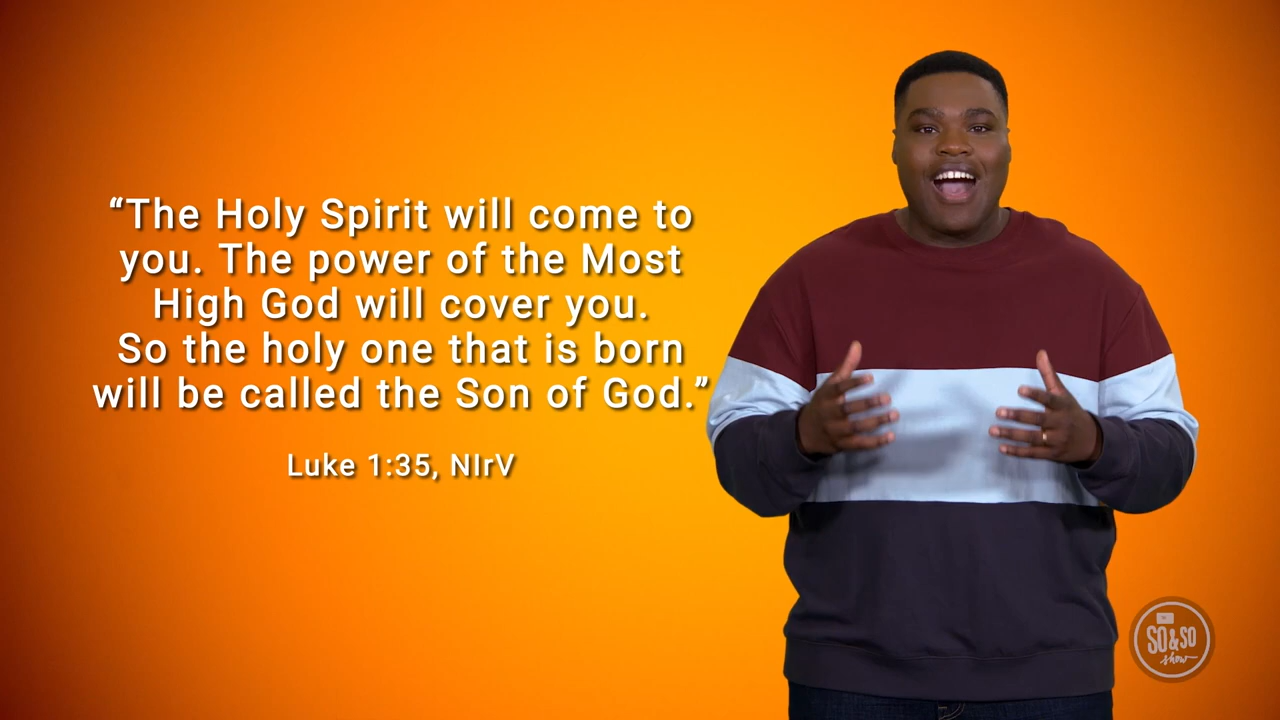 “The Holy Spirit will come to
you. The power of the Most
High God will cover you.
So the holy one that is born
will be called the Son of God.”
Luke 1:35, NIrV
SO & SO
show